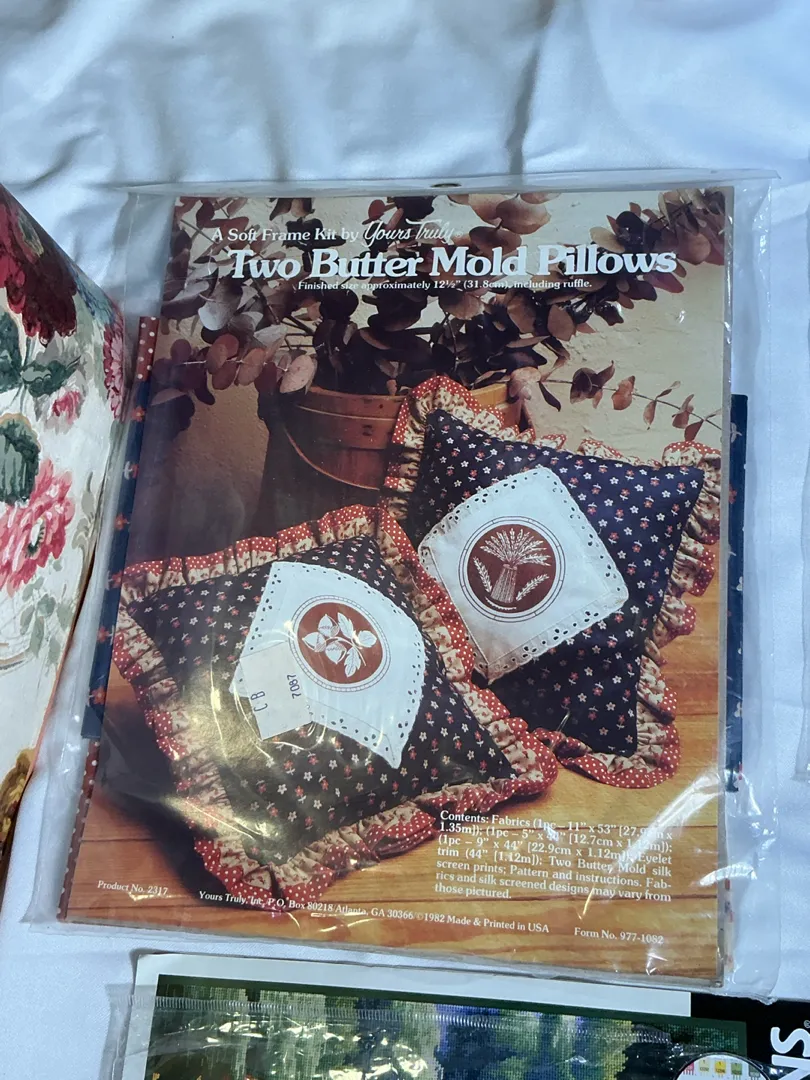 A Soft Frame Kit by Yours Truly
Two Butter Mold Pillows
Finished size approximately 12½" (31.8cm), including ruffle.
C B
7087
Contents: Fabrics (1pc – 11" x 53" [27.9cm x
1.35m]); (1pc – 5" x 44" [12.7cm x 1.12m]);
(1pc – 9" x 44" [22.9cm x 1.12m]); Eyelet
trim (44" [1.12m]); Two Butter Mold silk
screen prints; Pattern and instructions. Fab-
rics and silk screened designs may vary from
those pictured.
Product No. 2317
Yours Truly, Inc. P.O. Box 80218 Atlanta, GA 30366 ©1982 Made & Printed in USA
Form No. 977-1082
NS